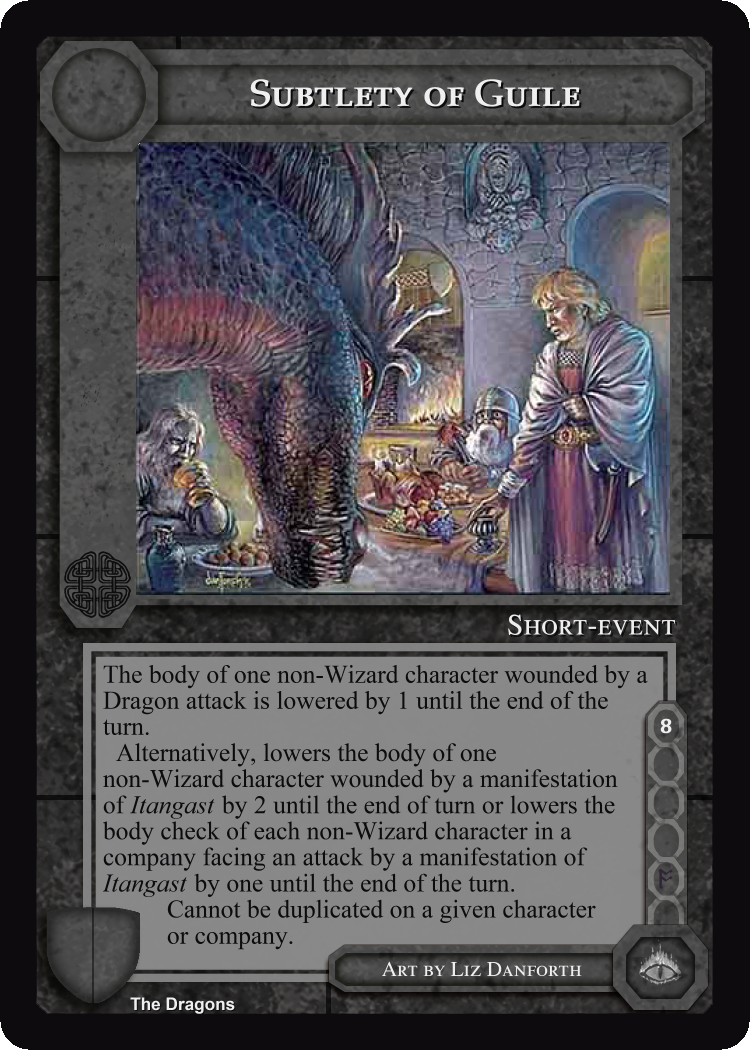 Subtlety of Guile
Danforth
Short-event
The body of one non-Wizard character wounded by a
Dragon attack is lowered by 1 until the end of the
turn.
Alternatively, lowers the body of one
non-Wizard character wounded by a manifestation
of Itangast by 2 until the end of turn or lowers the
body check of each non-Wizard character in a
company facing an attack by a manifestation of
Itangast by one until the end of the turn.
Cannot be duplicated on a given character
or company.
8
Art by Liz Danforth
The Dragons